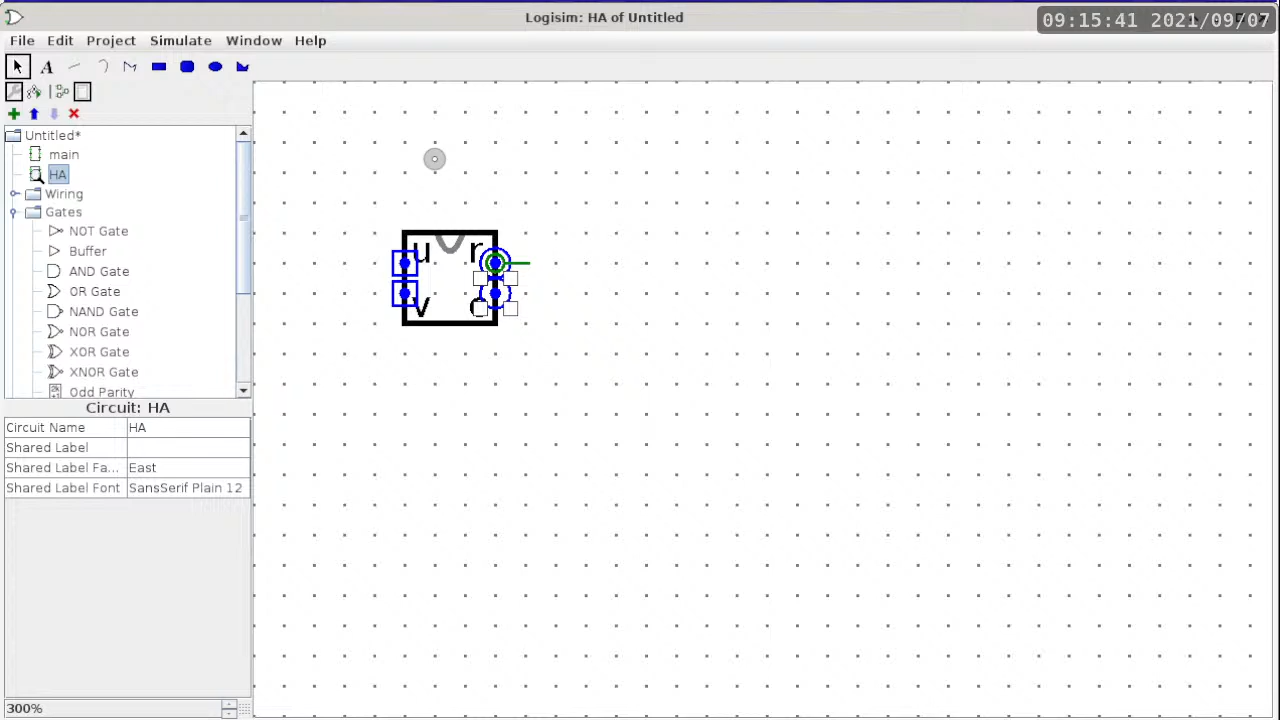 Logisim: HA of Untitled
09:15:41 2021/09/07
File Edit Project Simulate Window Help
A
Untitled*
main
HA
Wiring
Gates
NOT Gate
Buffer
AND Gate
OR Gate
NAND Gate
NOR Gate
XOR Gate
XNOR Gate
Odd Parity
Circuit: HA
Circuit Name HA
Shared Label
Shared Label Fa... East
Shared Label Font SansSerif Plain 12
300%
u r
v